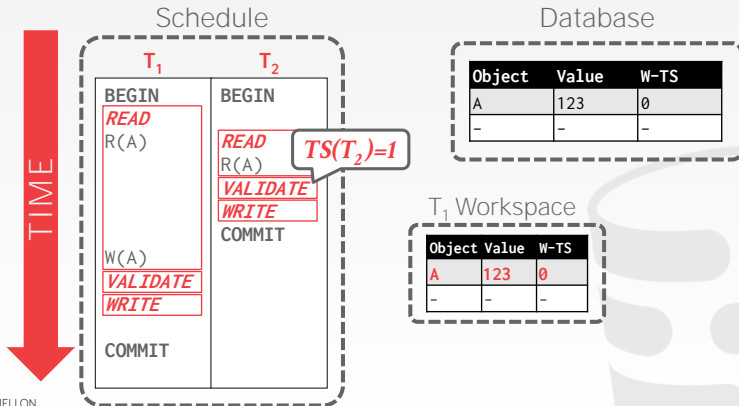 Schedule
TIME
T1 T2
BEGIN BEGIN
READ
R(A) READ
R(A)
TS(T2)=1
VALIDATE
WRITE
COMMIT
W(A)
VALIDATE
WRITE
COMMIT
Database
Object Value W-TS
A 123 0
– – –
T1 Workspace
Object Value W-TS
A 123 0
– – –